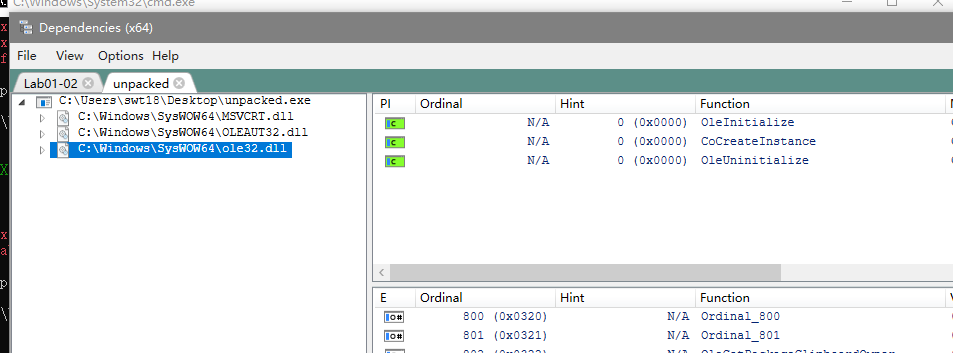 C:\Windows\System32\cmd.exe
Dependencies (x64)
File View Options Help
Lab01-02 unpacked
C:\Users\swt18\Desktop\unpacked.exe
C:\Windows\SysWOW64\MSVCRT.dll
C:\Windows\SysWOW64\OLEAUT32.dll
C:\Windows\SysWOW64\ole32.dll
PI Ordinal Hint Function
C N/A 0 (0x0000) OleInitialize
C N/A 0 (0x0000) CoCreateInstance
C N/A 0 (0x0000) OleUninitialize
E Ordinal Hint Function
O# 800 (0x0320) N/A Ordinal_800
O# 801 (0x0321) N/A Ordinal_801